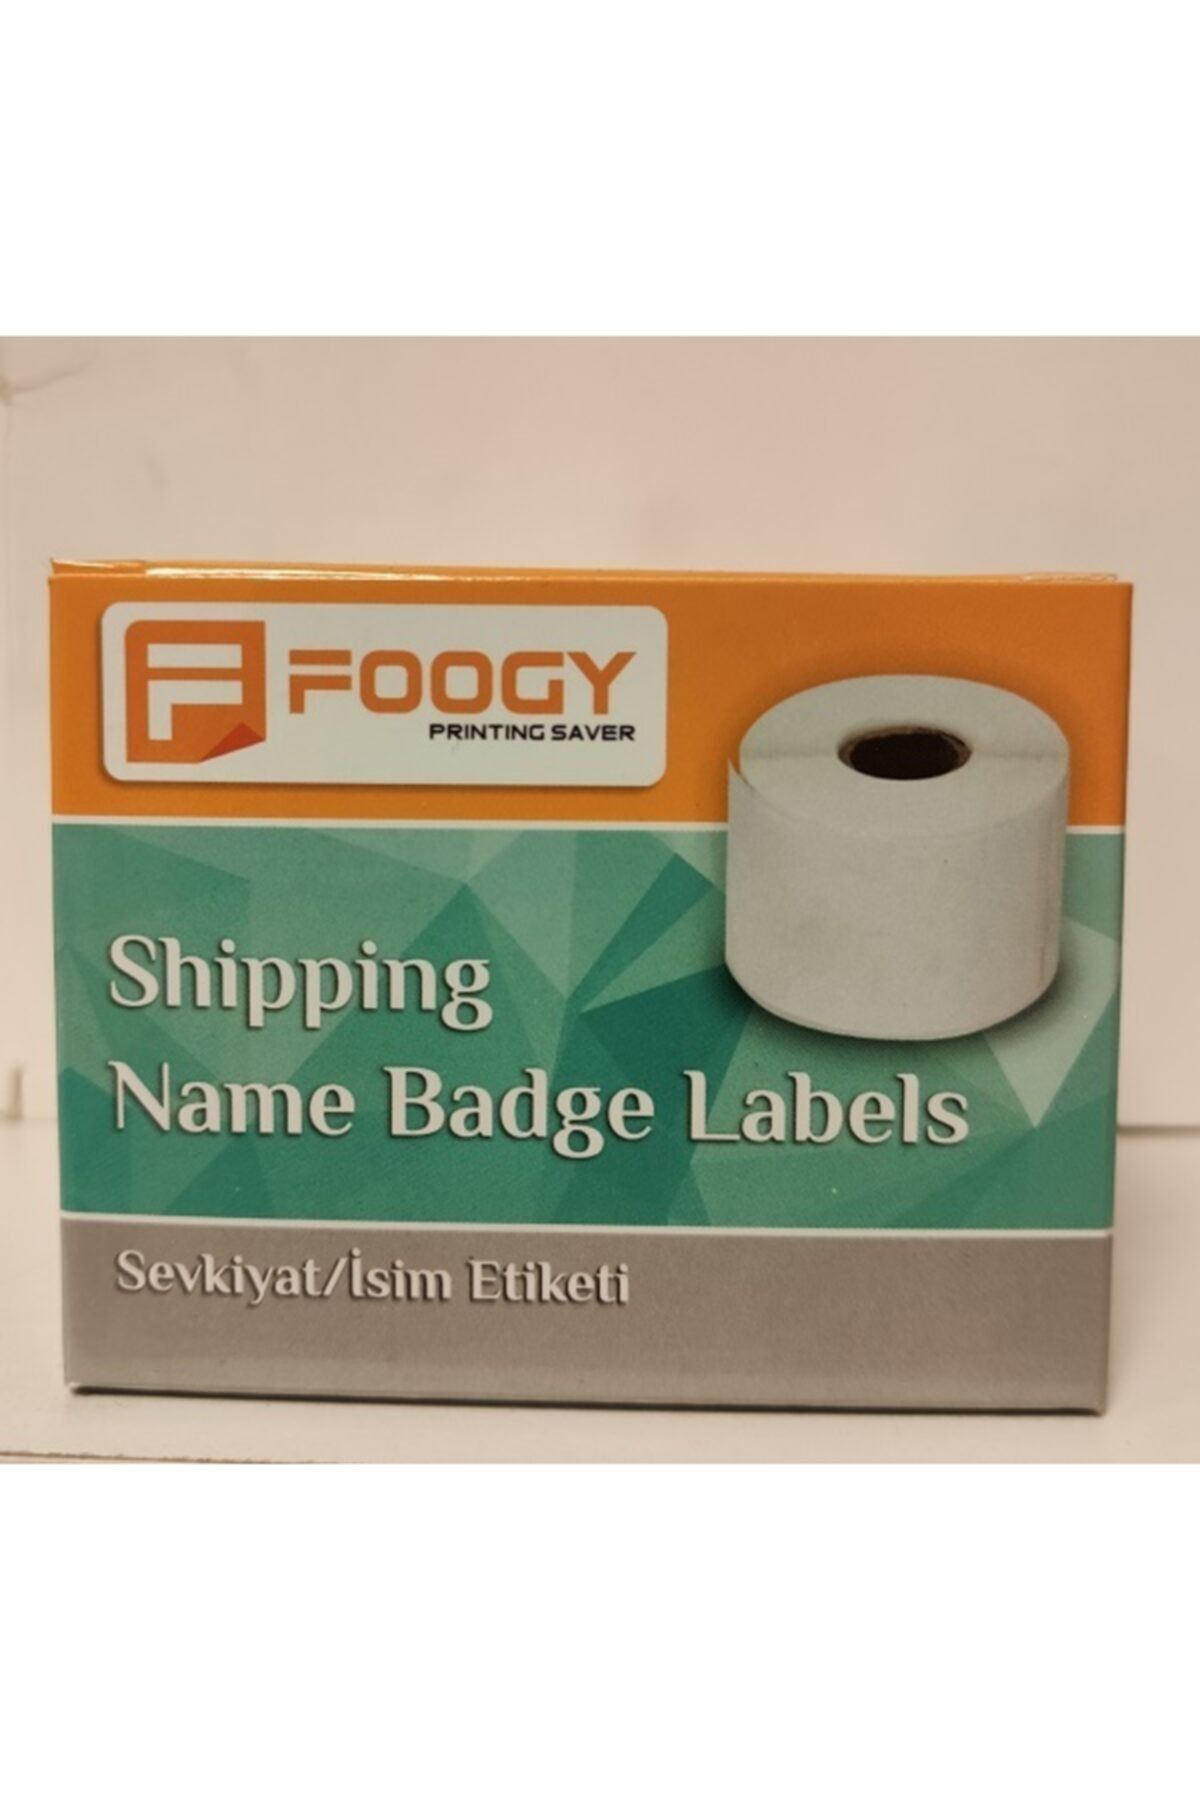 FOOGY
PRINTING SAVER
Shipping
Name Badge Labels
Sevkiyat/İsim Etiketi